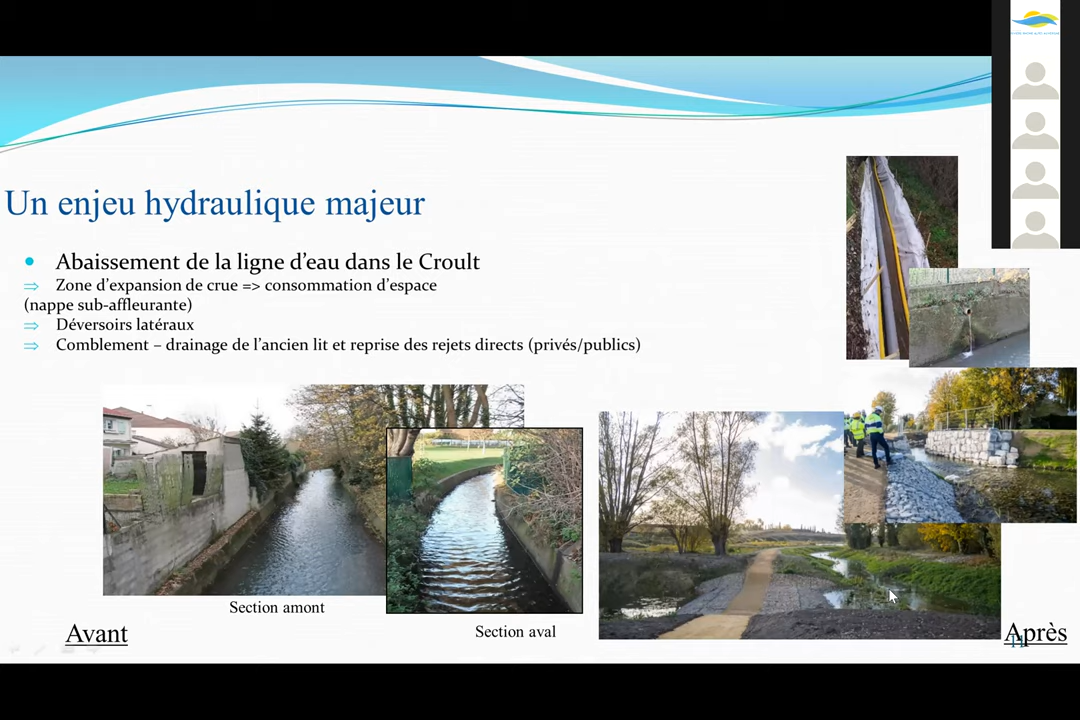 Un enjeu hydraulique majeur
Abaissement de la ligne d’eau dans le Croult
Zone d’expansion de crue => consommation d’espace
(nappe sub-affleurante)
Déversoirs latéraux
Comblement – drainage de l’ancien lit et reprise des rejets directs (privés/publics)
Section amont
Section aval
Avant
Après